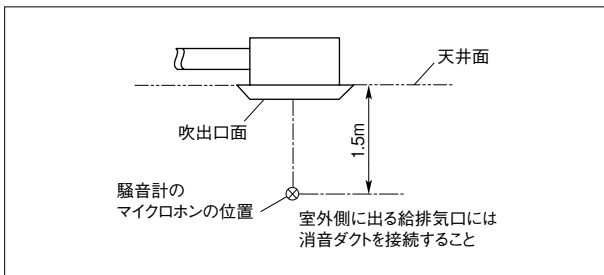 天井面
吹出口面
1.5m
騒音計の
マイクロホンの位置
室外側に出る給排気口には
消音ダクトを接続すること